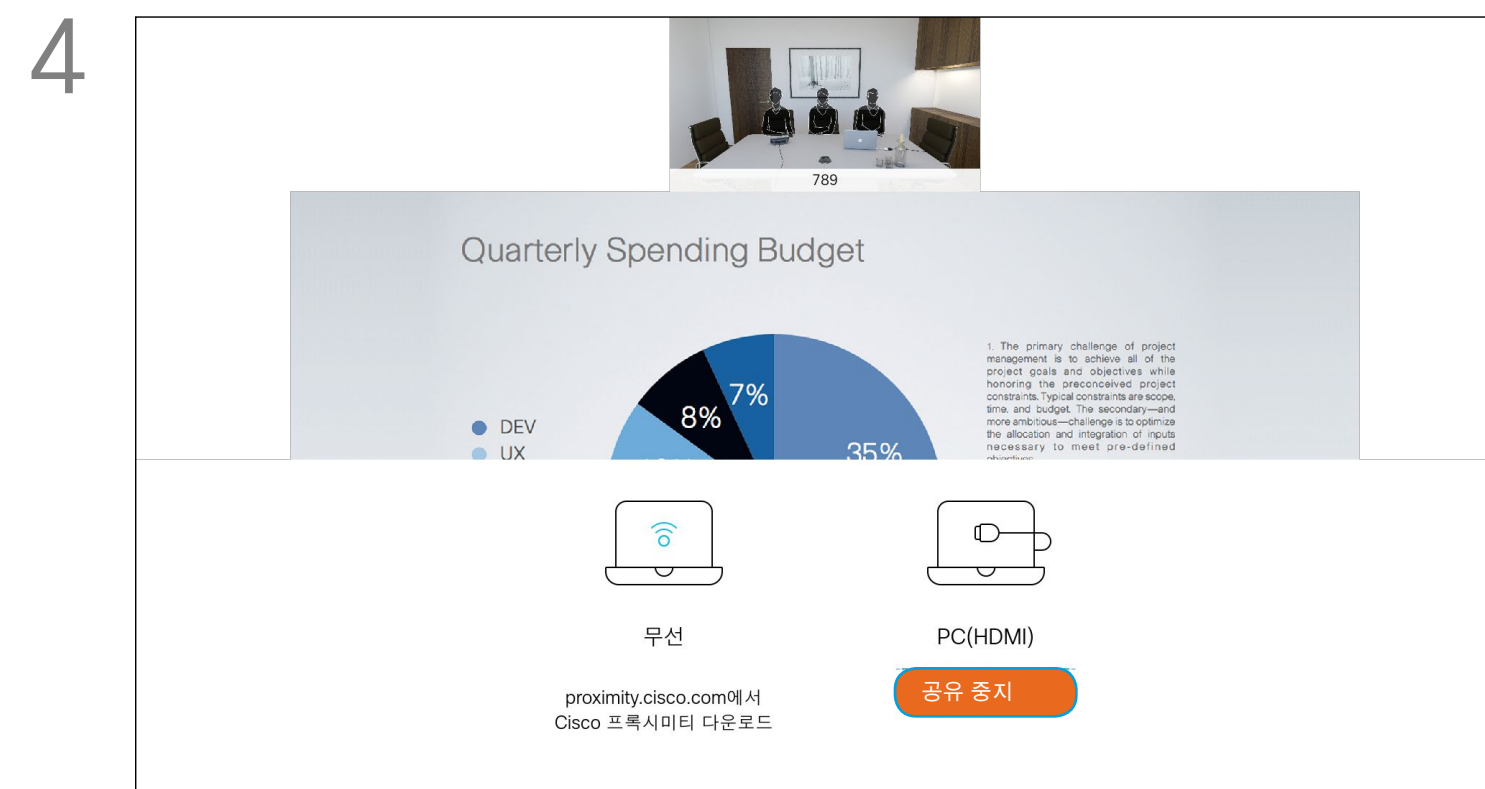 4
789
Quarterly Spending Budget
7%
8%
35%
DEV
UX
1. The primary challenge of project
management is to achieve all of the
project goals and objectives while
honoring the preconceived project
constraints. Typical constraints are scope,
time, and budget. The secondary—and
more ambitious—challenge is to optimize
the allocation and integration of inputs
necessary to meet pre-defined
objectives.
무선
PC(HDMI)
proximity.cisco.com에서
Cisco 프록시미티 다운로드
공유 중지